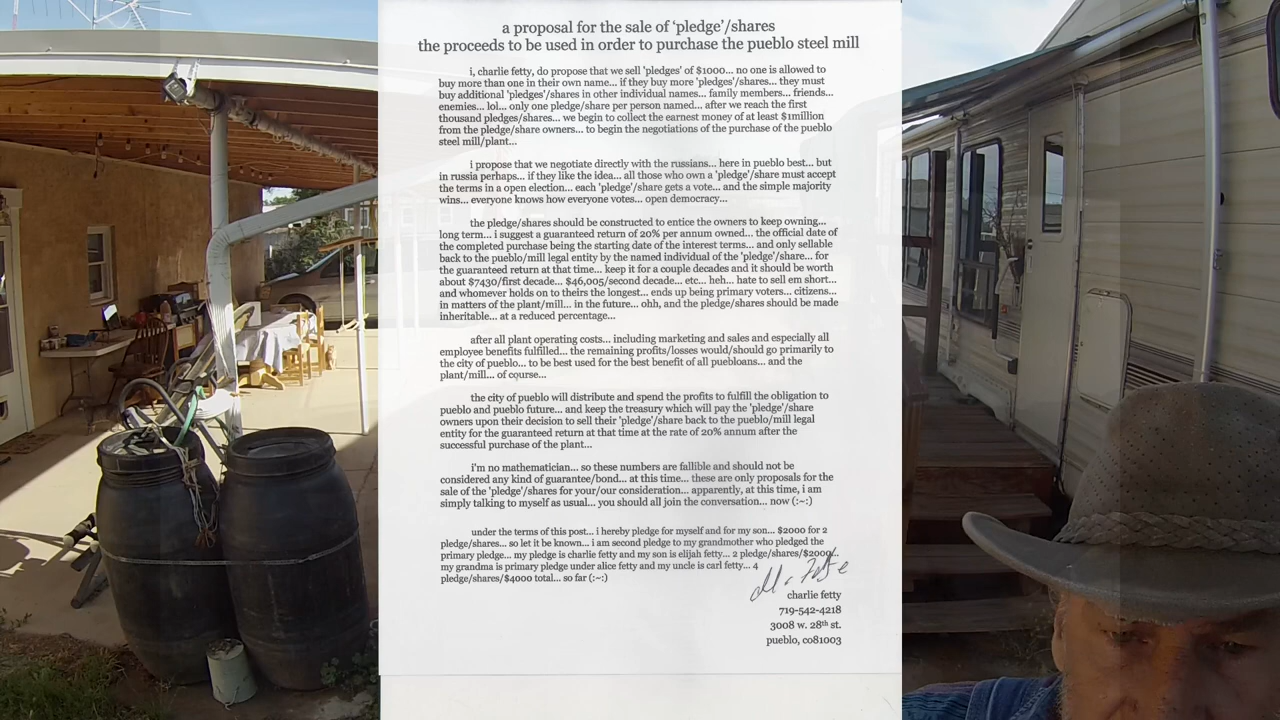 a proposal for the sale of 'pledge'/shares
the proceeds to be used in order to purchase the pueblo steel mill
i, charlie fetty, do propose that we sell 'pledges' of $1000... no one is allowed to
buy more than one in their own name... if they buy more 'pledges'/shares... they must
buy additional 'pledges'/shares in other individual names... family members... friends...
enemies... lol... only one pledge/share per person named... after we reach the first
thousand pledges/shares... we begin to collect the earnest money of at least $1million
from the pledge/share owners... to begin the negotiations of the purchase of the pueblo
steel mill/plant...
i propose that we negotiate directly with the russians... here in pueblo best... but
in russia perhaps... if they like the idea... all those who own a 'pledge'/share must accept
the terms in a open election... each 'pledge'/share gets a vote... and the simple majority
wins... everyone knows how everyone votes... open democracy...
the pledge/shares should be constructed to entice the owners to keep owning...
long term... i suggest a guaranteed return of 20% per annum owned... the official date of
the completed purchase being the starting date of the interest terms... and only sellable
back to the pueblo/mill legal entity by the named individual of the 'pledge'/share... for
the guaranteed return at that time... keep it for a couple decades and it should be worth
about $7430/first decade... $46,005/second decade... etc... heh... hate to sell em short...
and whomever holds on to theirs the longest... ends up being primary voters... citizens...
in matters of the plant/mill... in the future... ohh, and the pledge/shares should be made
inheritable... at a reduced percentage...
after all plant operating costs... including marketing and sales and especially all
employee benefits fulfilled... the remaining profits/losses would/should go primarily to
the city of pueblo... to be best used for the best benefit of all puebloans... and the
plant/mill... of course...
the city of pueblo will distribute and spend the profits to fulfill the obligation to
pueblo and pueblo future... and keep the treasury which will pay the 'pledge'/share
owners upon their decision to sell their 'pledge'/share back to the pueblo/mill legal
entity for the guaranteed return at that time at the rate of 20% annum after the
successful purchase of the plant...
i'm no mathematician... so these numbers are fallible and should not be
considered any kind of guarantee/bond... at this time... these are only proposals for the
sale of the 'pledge'/shares for your/our consideration... apparently, at this time, i am
simply talking to myself as usual... you should all join the conversation... now (:~:)
under the terms of this post... i hereby pledge for myself and for my son... $2000 for 2
pledge/shares... so let it be known... i am second pledge to my grandmother who pledged the
primary pledge... my pledge is charlie fetty and my son is elijah fetty... 2 pledge/shares/$2000...
my grandma is primary pledge under alice fetty and my uncle is carl fetty... 4
pledge/shares/$4000 total... so far (:~:)
charlie fetty
719-542-4218
3008 w. 28th st.
pueblo, co81003